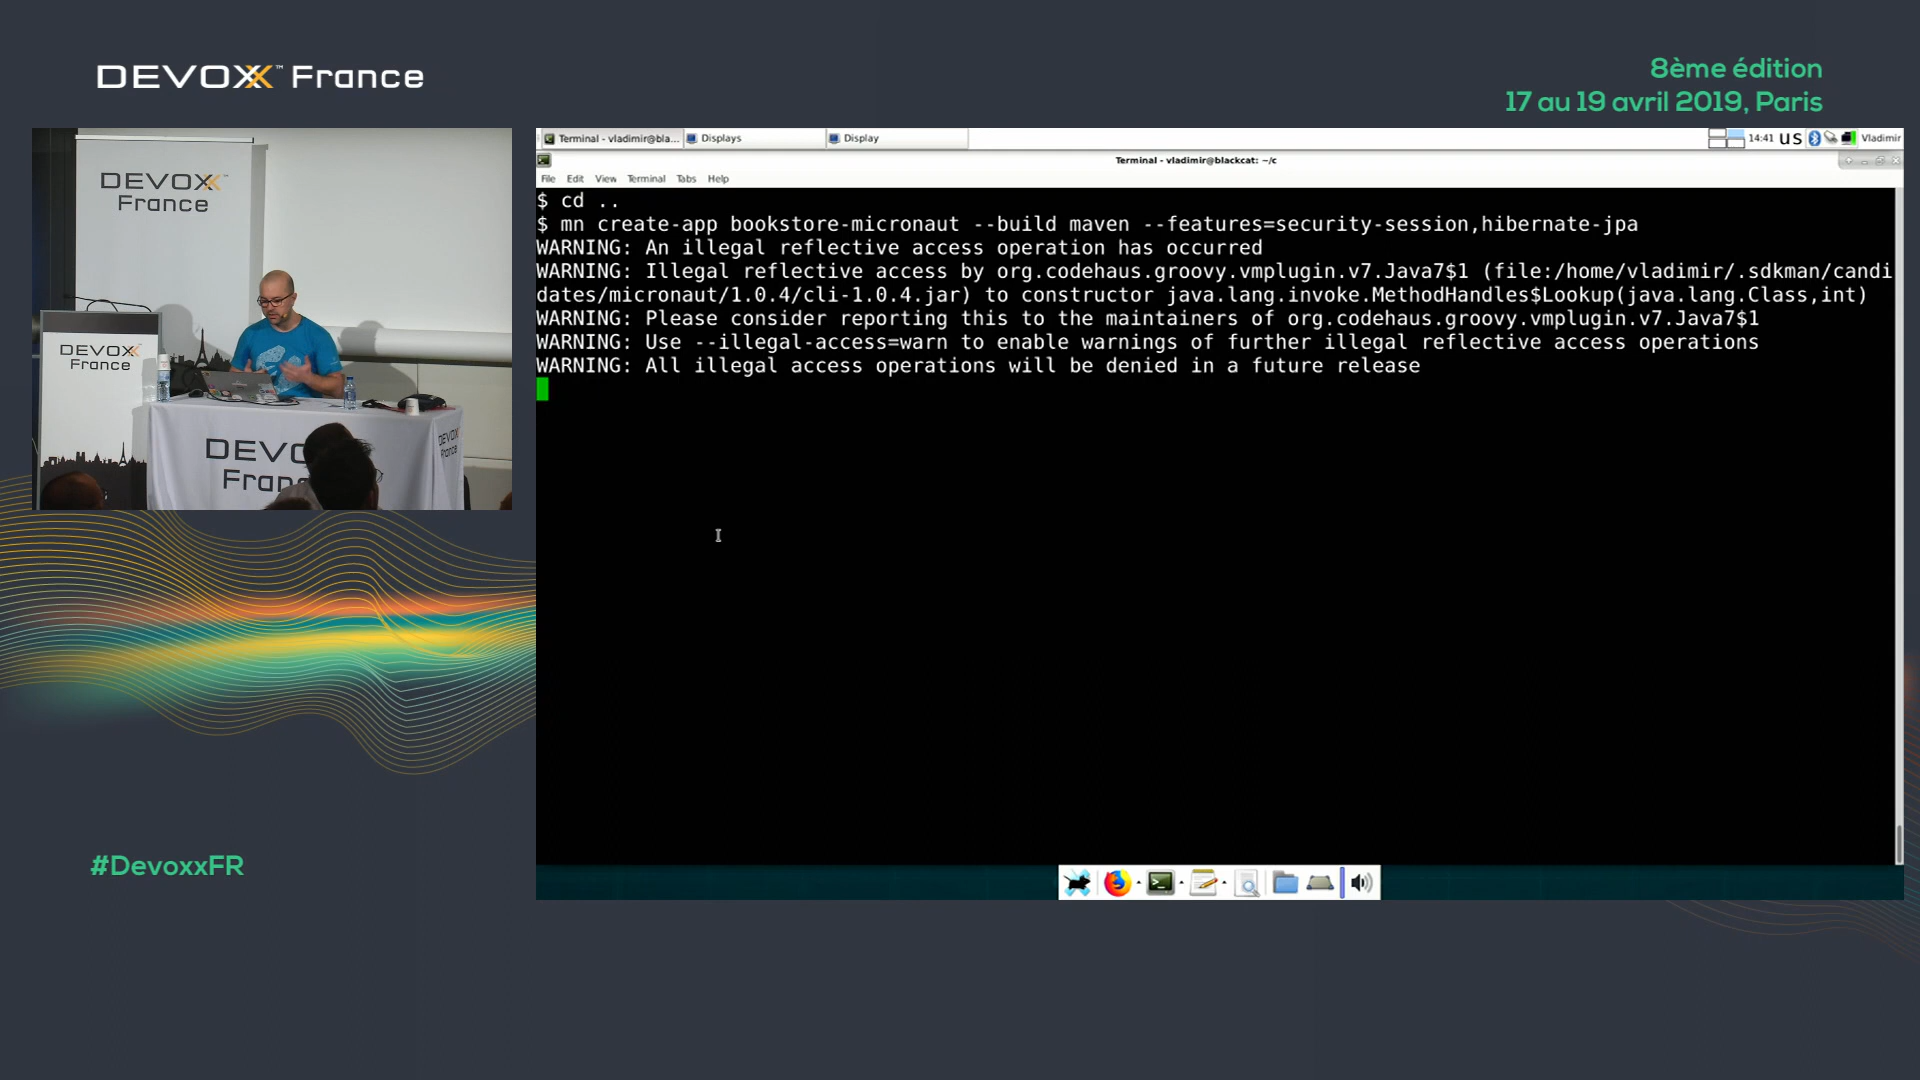 DEVOXX™ France
8ème édition
17 au 19 avril 2019, Paris
DEVOXX™
France
DEVOXX
France
DEVO
Fran
DEVOX
France
Terminal - vladimir@bla...
Displays
Display
14:41 US Vladimir
Terminal - vladimir@blackcat: ~/c
File Edit View Terminal Tabs Help
$ cd ..
$ mn create-app bookstore-micronaut --build maven --features=security-session,hibernate-jpa
WARNING: An illegal reflective access operation has occurred
WARNING: Illegal reflective access by org.codehaus.groovy.vmplugin.v7.Java7$1 (file:/home/vladimir/.sdkman/candi
dates/micronaut/1.0.4/cli-1.0.4.jar) to constructor java.lang.invoke.MethodHandles$Lookup(java.lang.Class,int)
WARNING: Please consider reporting this to the maintainers of org.codehaus.groovy.vmplugin.v7.Java7$1
WARNING: Use --illegal-access=warn to enable warnings of further illegal reflective access operations
WARNING: All illegal access operations will be denied in a future release
#DevoxxFR